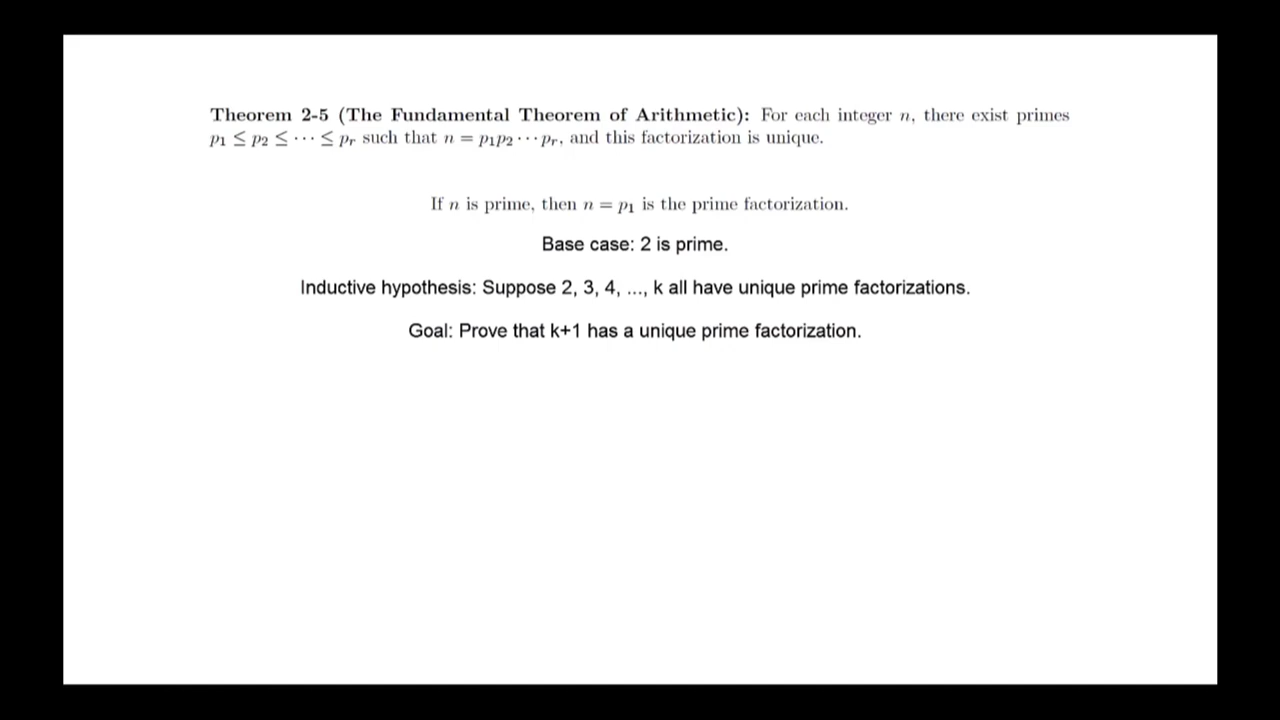 Theorem 2-5 (The Fundamental Theorem of Arithmetic): For each integer n, there exist primes
p₁ ≤ p₂ ≤ ⋯ ≤ pᵣ such that n = p₁p₂⋯pᵣ, and this factorization is unique.
If n is prime, then n = p₁ is the prime factorization.
Base case: 2 is prime.
Inductive hypothesis: Suppose 2, 3, 4, ..., k all have unique prime factorizations.
Goal: Prove that k+1 has a unique prime factorization.